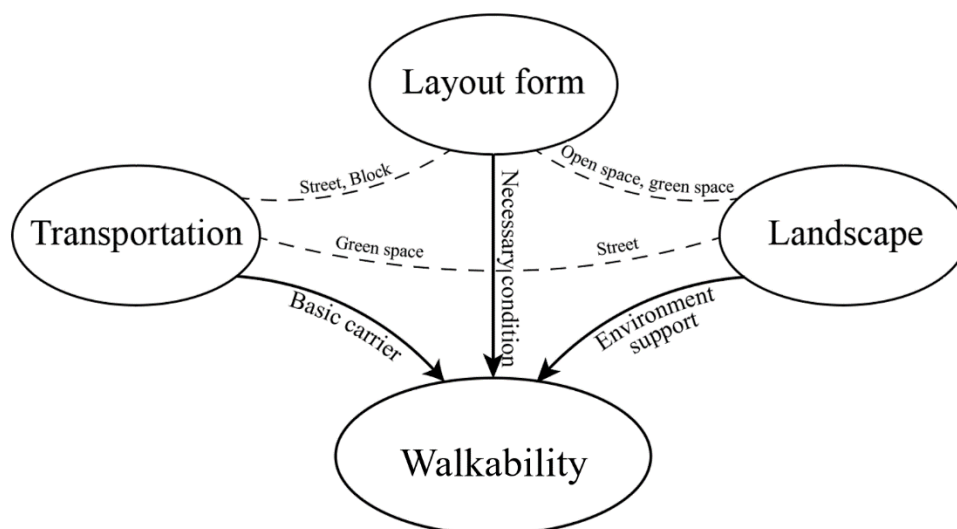 Layout form
Street, Block
Open space, green space
Transportation
Landscape
Green space
Street
Necessary condition
Basic carrier
Environment
support
Walkability